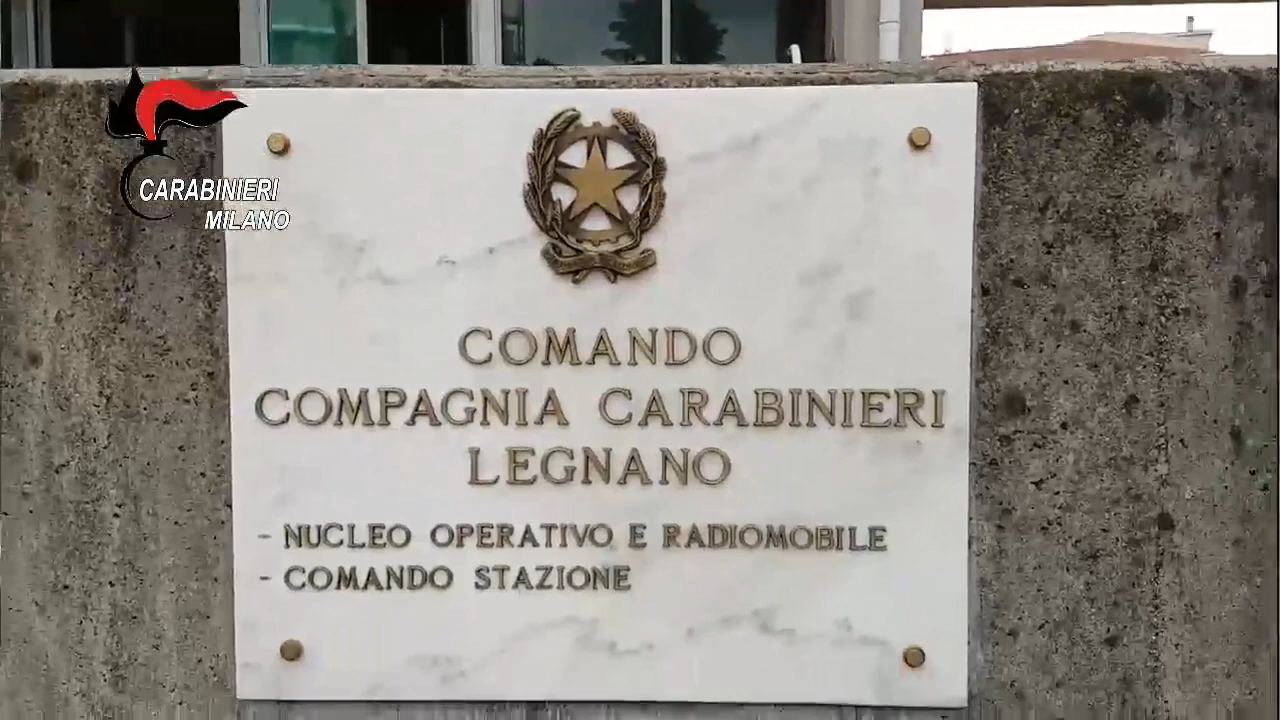 CARABINIERI
MILANO
COMANDO
COMPAGNIA CARABINIERI
LEGNANO
- NUCLEO OPERATIVO E RADIOMOBILE
- COMANDO STAZIONE